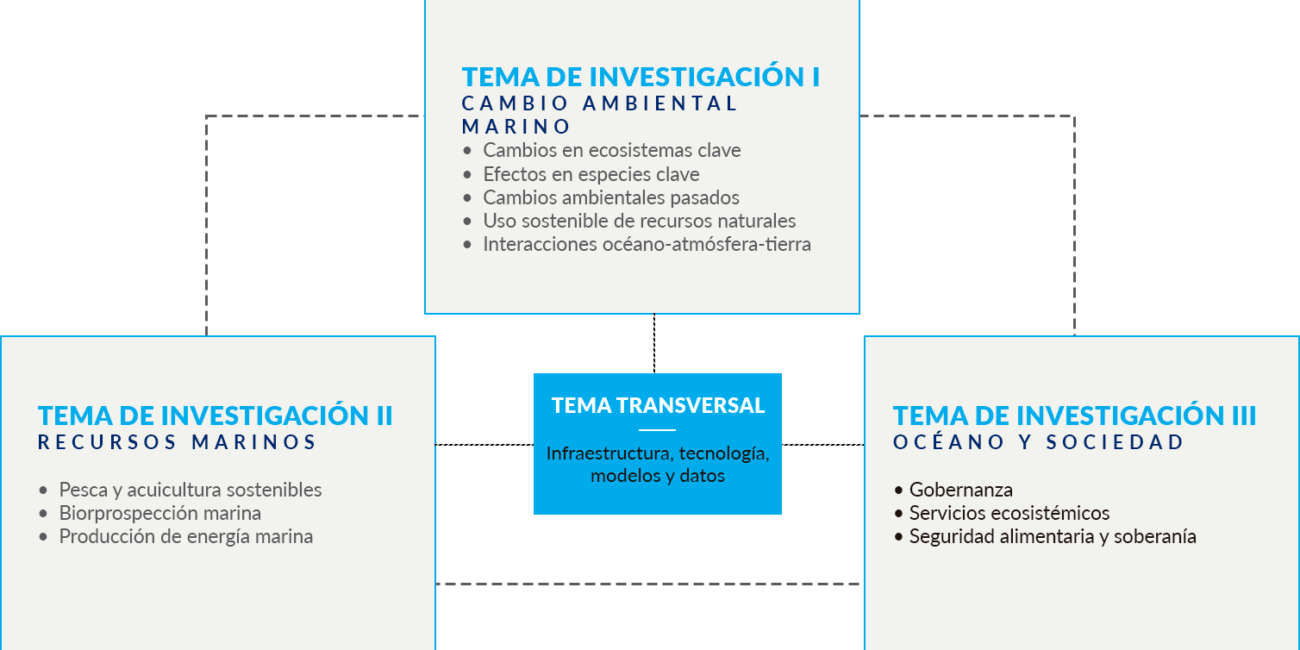 TEMA DE INVESTIGACIÓN I
CAMBIO AMBIENTAL
MARINO
• Cambios en ecosistemas clave
• Efectos en especies clave
• Cambios ambientales pasados
• Uso sostenible de recursos naturales
• Interacciones océano-atmósfera-tierra
TEMA DE INVESTIGACIÓN II
RECURSOS MARINOS
• Pesca y acuicultura sostenibles
• Biorprospección marina
• Producción de energía marina
TEMA TRANSVERSAL
Infraestructura, tecnología,
modelos y datos
TEMA DE INVESTIGACIÓN III
OCÉANO Y SOCIEDAD
• Gobernanza
• Servicios ecosistémicos
• Seguridad alimentaria y soberanía